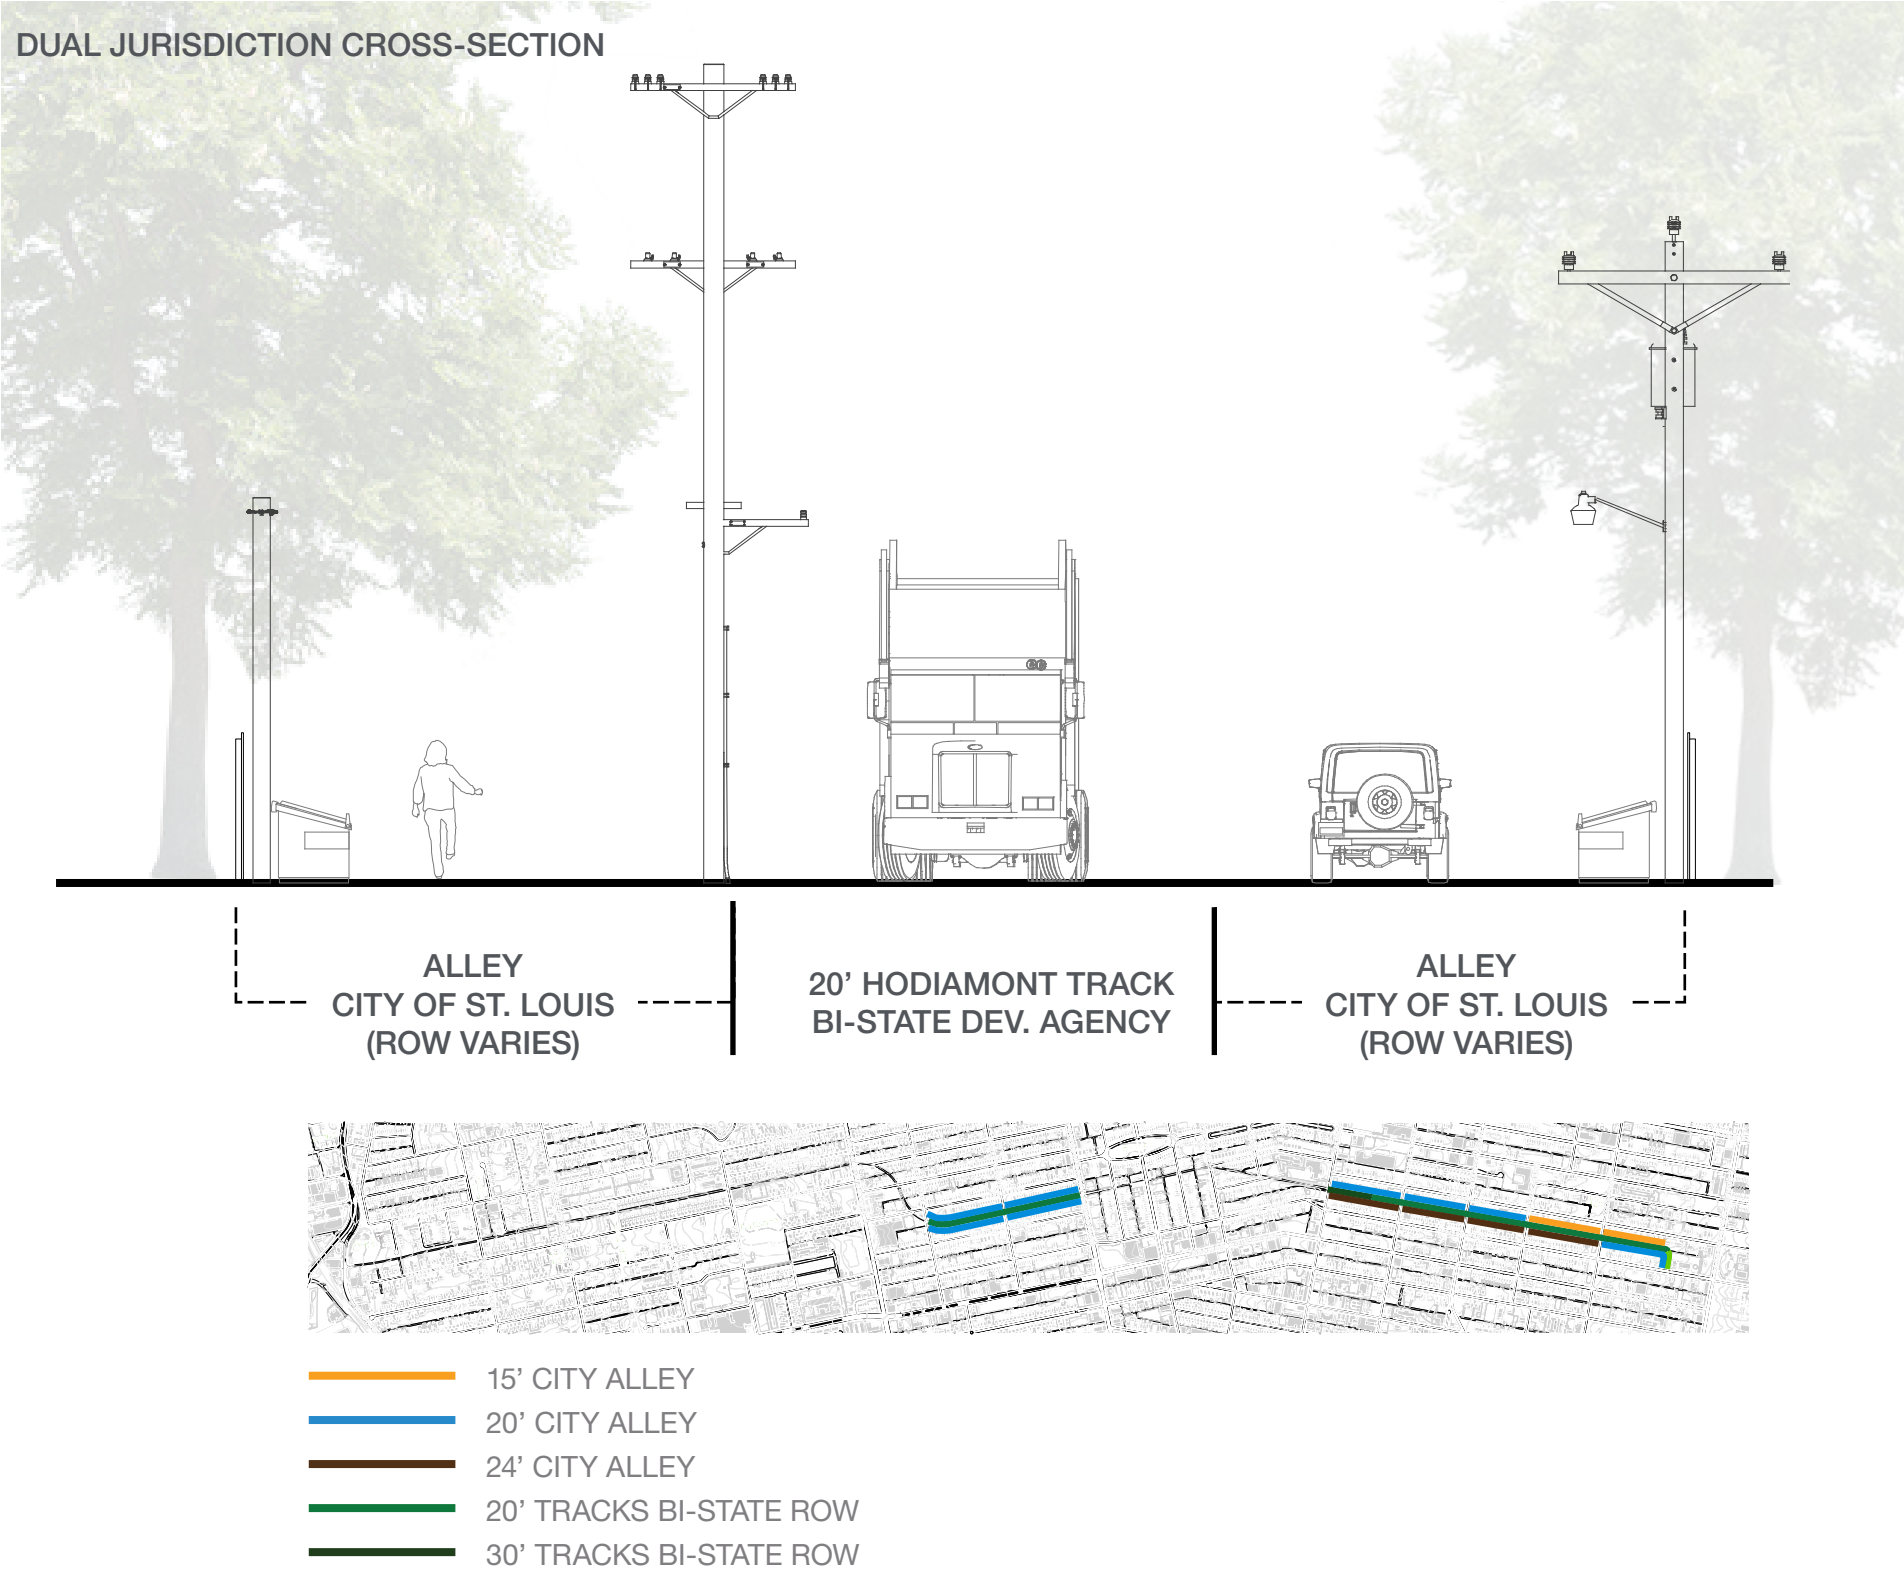 DUAL JURISDICTION CROSS-SECTION
ALLEY
CITY OF ST. LOUIS
(ROW VARIES)
20’ HODIAMONT TRACK
BI-STATE DEV. AGENCY
ALLEY
CITY OF ST. LOUIS
(ROW VARIES)
15’ CITY ALLEY
20’ CITY ALLEY
24’ CITY ALLEY
20’ TRACKS BI-STATE ROW
30’ TRACKS BI-STATE ROW